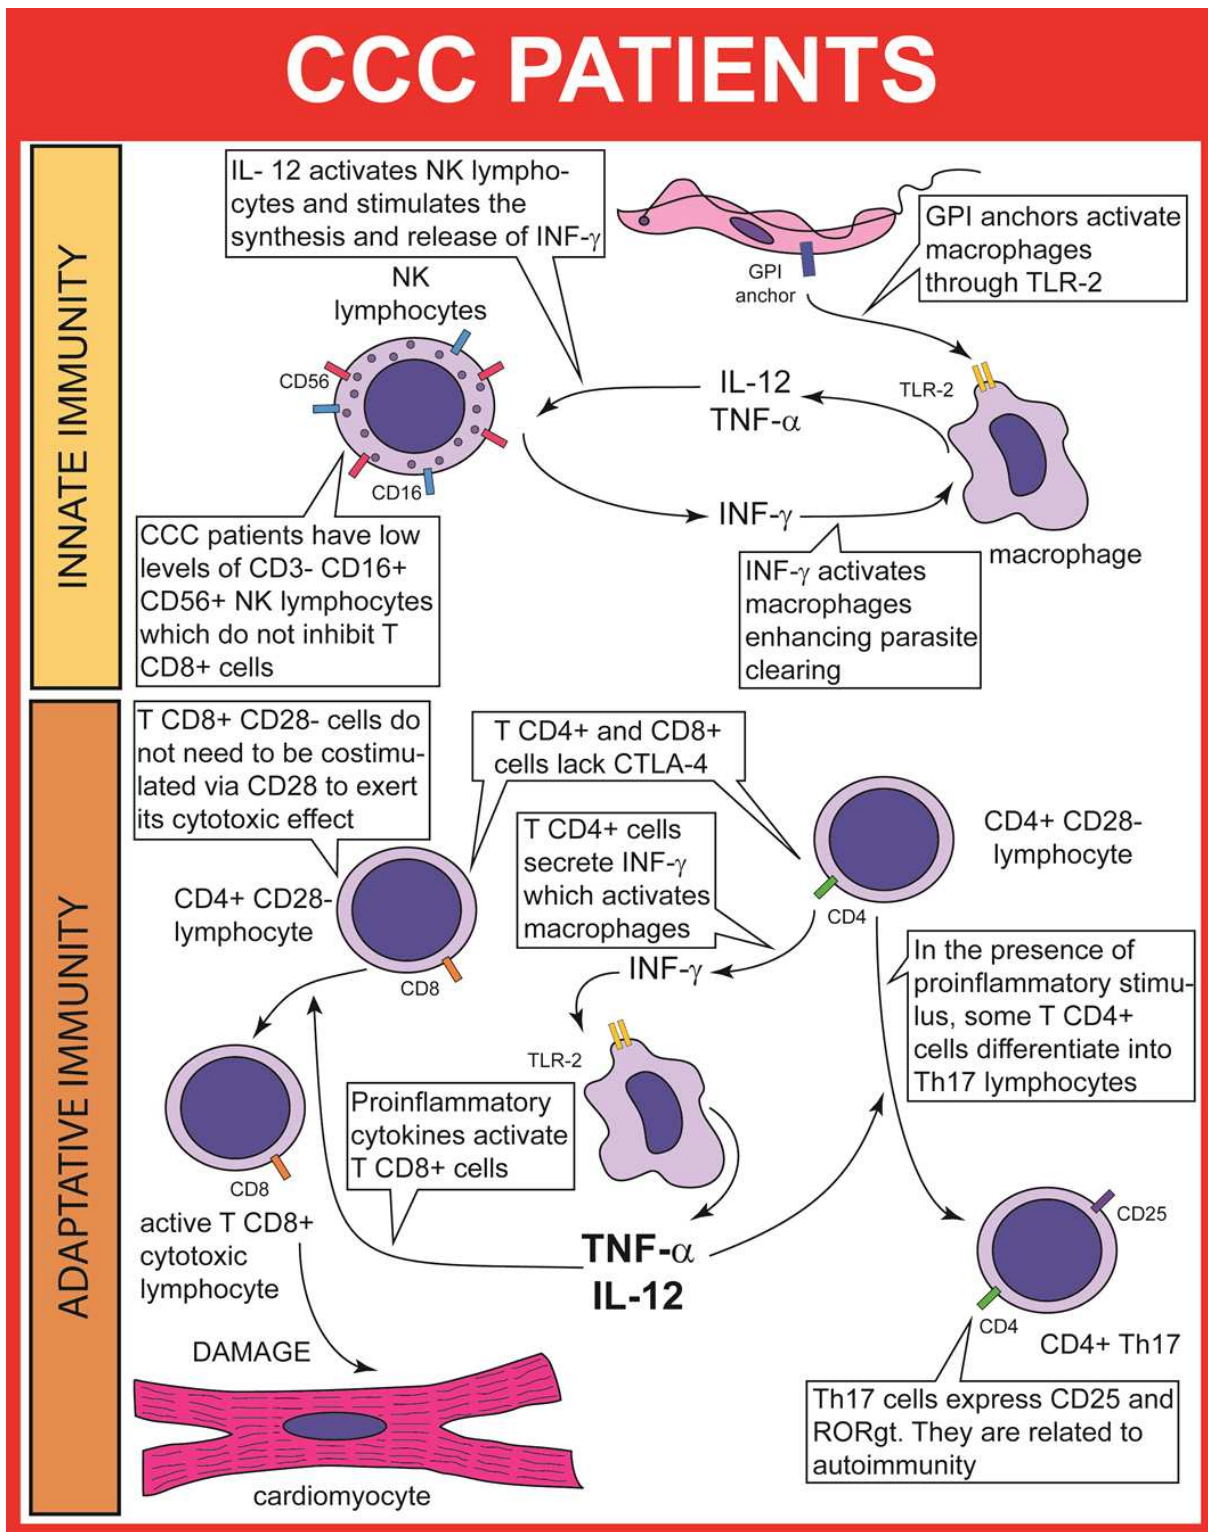 CCC PATIENTS
INNATE IMMUNITY
IL- 12 activates NK lympho-
cytes and stimulates the
synthesis and release of INF-γ
NK
lymphocytes
CD56
CD16
GPI
anchor
GPI anchors activate
macrophages
through TLR-2
IL-12
TNF-α
TLR-2
INF-γ
macrophage
CCC patients have low
levels of CD3- CD16+
CD56+ NK lymphocytes
which do not inhibit T
CD8+ cells
INF-γ activates
macrophages
enhancing parasite
clearing
ADAPTATIVE IMMUNITY
T CD8+ CD28- cells do
not need to be costimu-
lated via CD28 to exert
its cytotoxic effect
T CD4+ and CD8+
cells lack CTLA-4
CD4+ CD28-
lymphocyte
CD8
T CD4+ cells
secrete INF-γ
which activates
macrophages
CD4+ CD28-
lymphocyte
CD4
INF-γ
In the presence of
proinflammatory stimu-
lus, some T CD4+
cells differentiate into
Th17 lymphocytes
TLR-2
Proinflammatory
cytokines activate
T CD8+ cells
CD8
active T CD8+
cytotoxic
lymphocyte
TNF-α
IL-12
CD25
CD4
CD4+ Th17
DAMAGE
cardiomyocyte
Th17 cells express CD25 and
RORgt. They are related to
autoimmunity